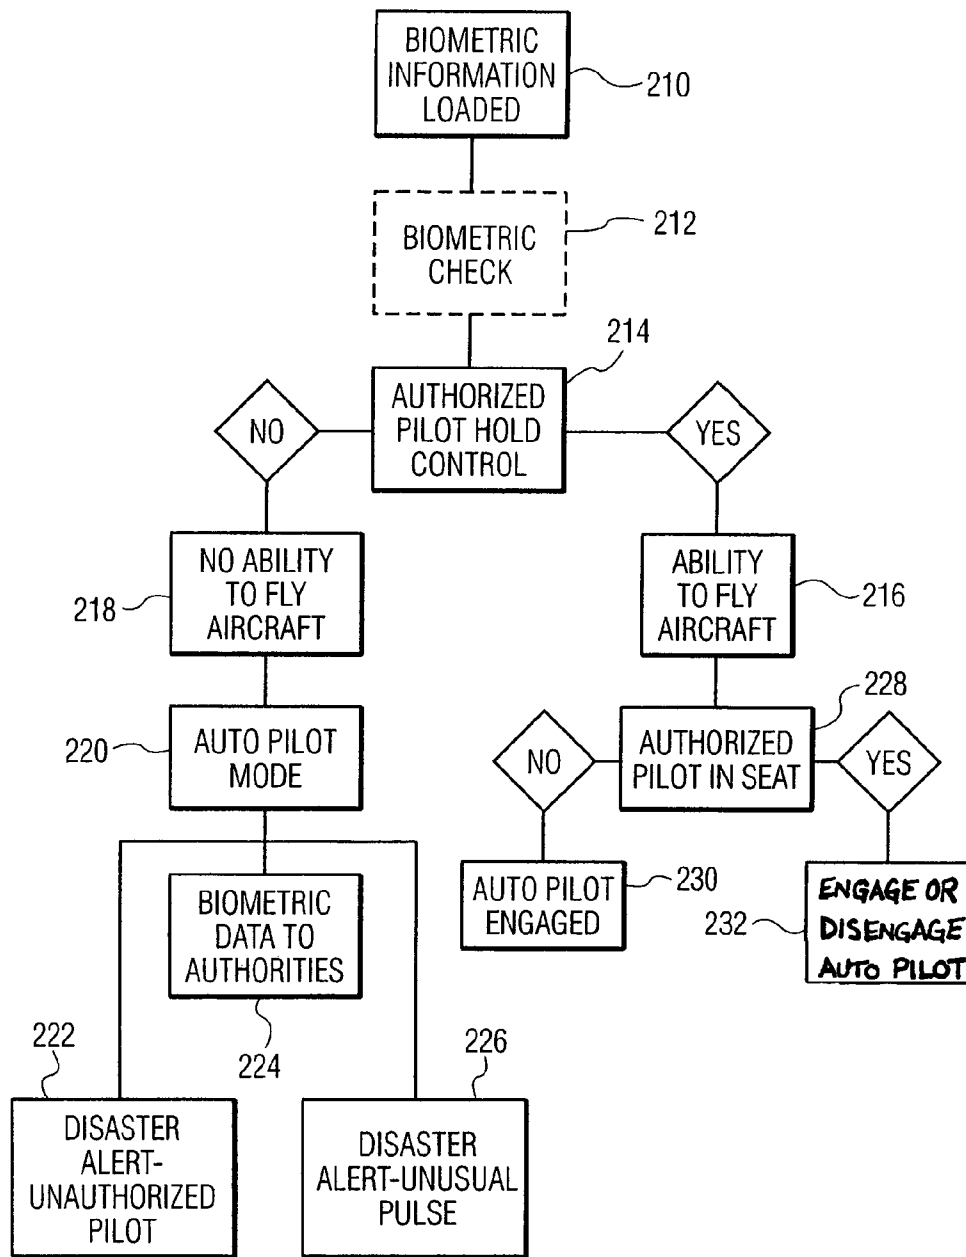 BIOMETRIC
INFORMATION
LOADED
210
BIOMETRIC
CHECK
212
214
AUTHORIZED
PILOT HOLD
CONTROL
NO
YES
NO ABILITY
TO FLY
AIRCRAFT
218
ABILITY
TO FLY
AIRCRAFT
216
AUTO PILOT
MODE
220
228
AUTHORIZED
PILOT IN SEAT
NO
YES
AUTO PILOT
ENGAGED
230
ENGAGE OR
DISENGAGE
AUTO PILOT
232
BIOMETRIC
DATA TO
AUTHORITIES
224
222
226
DISASTER
ALERT-
UNAUTHORIZED
PILOT
DISASTER
ALERT-UNUSUAL
PULSE